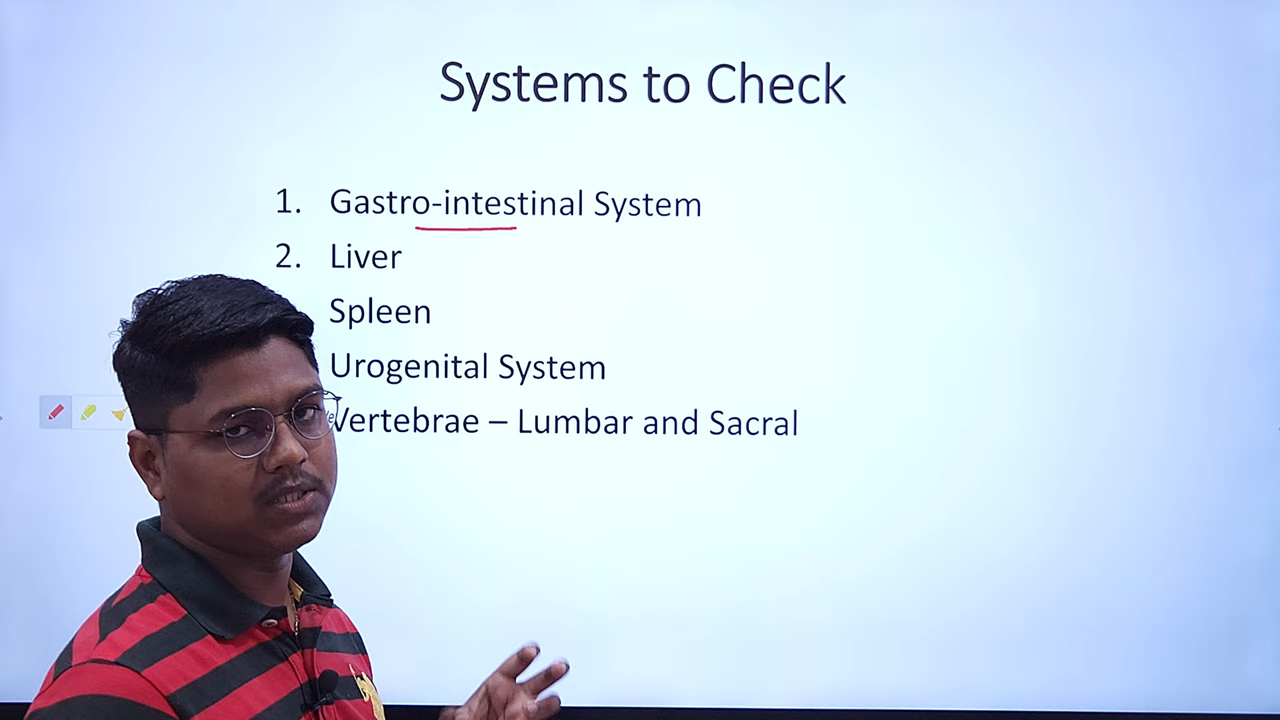 Systems to Check
1. Gastro-intestinal System
2. Liver
Spleen
Urogenital System
Vertebrae – Lumbar and Sacral